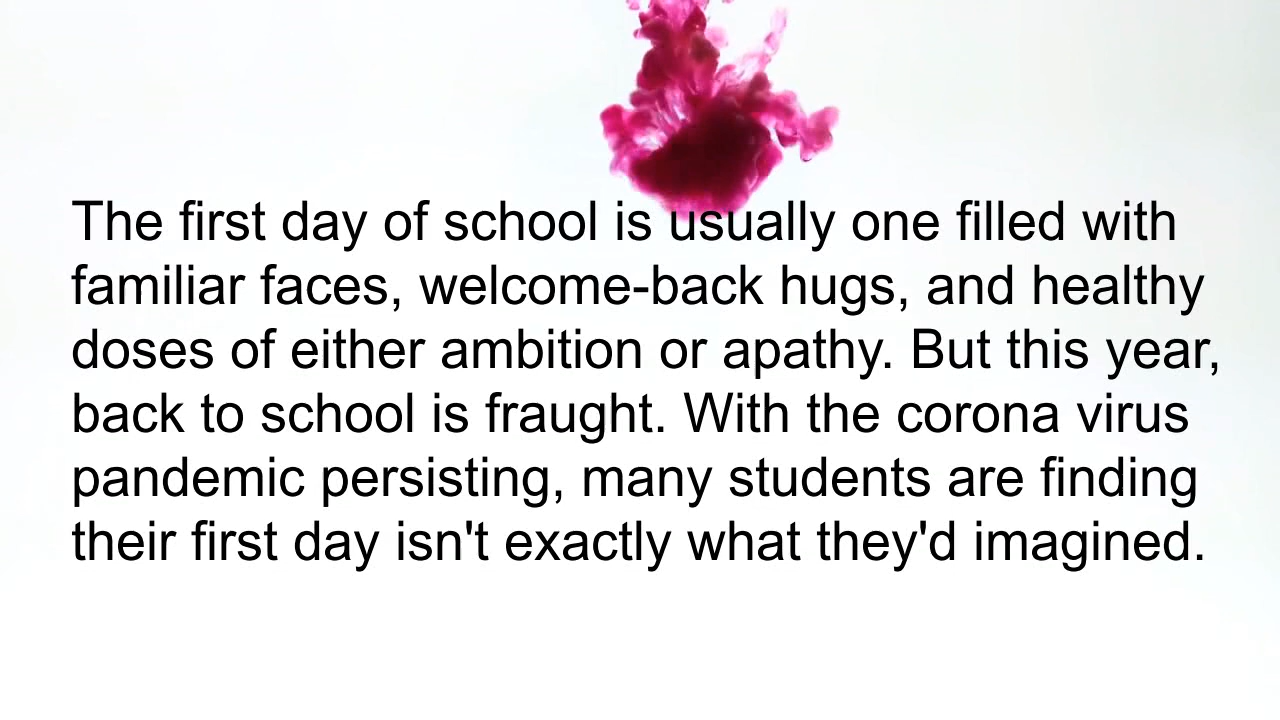 The first day of school is usually one filled with
familiar faces, welcome-back hugs, and healthy
doses of either ambition or apathy. But this year,
back to school is fraught. With the corona virus
pandemic persisting, many students are finding
their first day isn't exactly what they'd imagined.